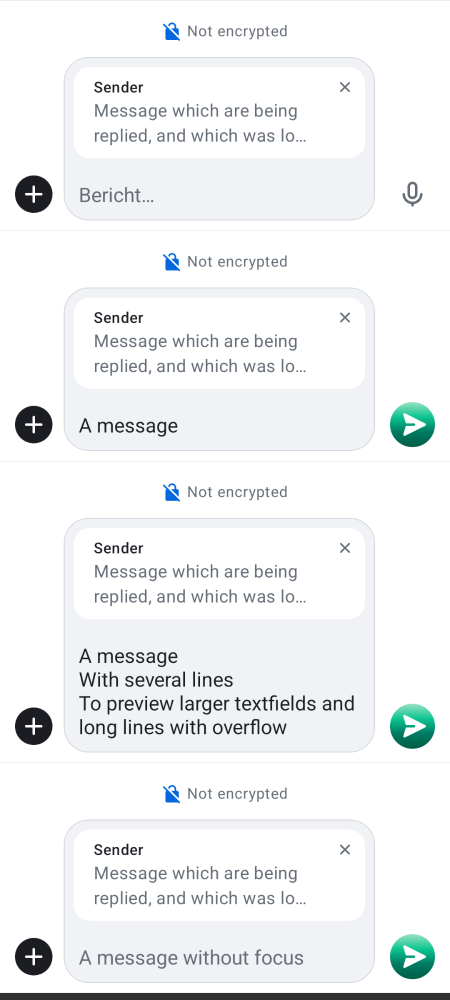 Not encrypted
Sender
Message which are being
replied, and which was lo…
Bericht…
Not encrypted
Sender
Message which are being
replied, and which was lo…
A message
Not encrypted
Sender
Message which are being
replied, and which was lo…
A message
With several lines
To preview larger textfields and
long lines with overflow
Not encrypted
Sender
Message which are being
replied, and which was lo…
A message without focus